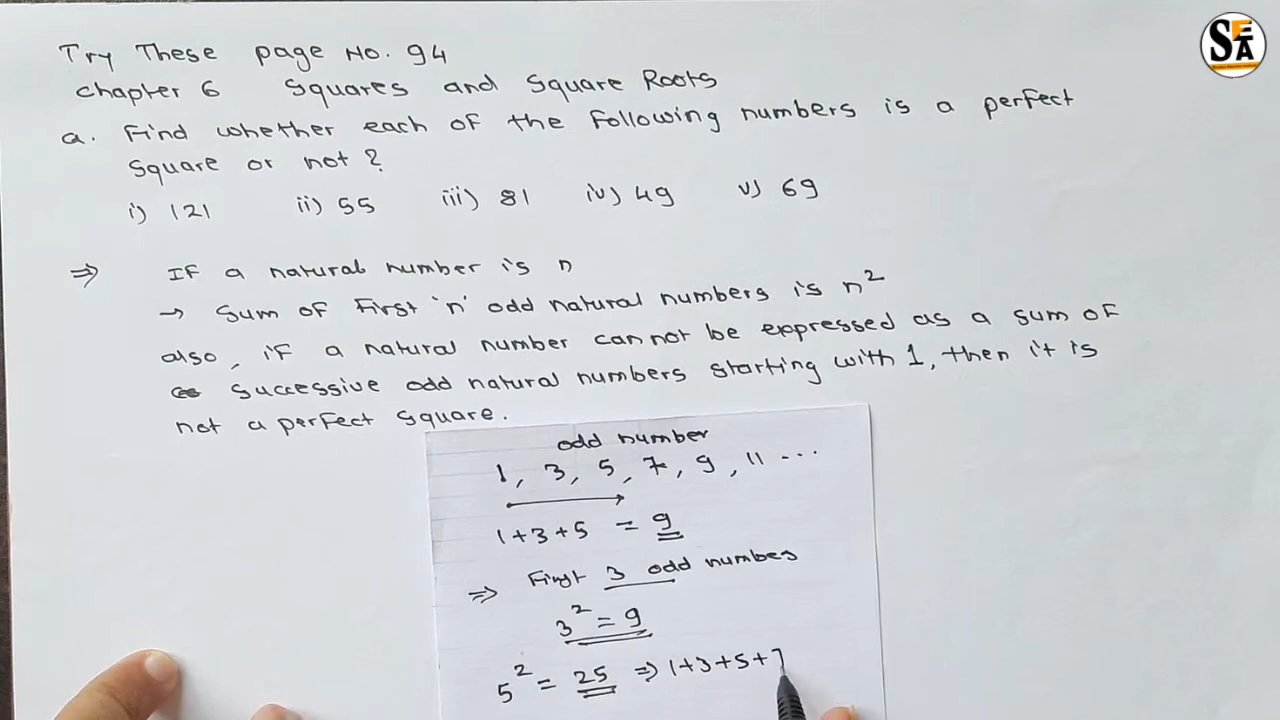 Try These page No. 94
chapter 6 Squares and Square Roots
a. Find whether each of the following numbers is a perfect
square or not?
i) 121 ii) 55 iii) 81 iv) 49 v) 69
⇒ If a natural number is n
→ Sum of First 'n' odd natural numbers is n²
also, if a natural number cannot be expressed as a sum of
successive odd natural numbers starting with 1, then it is
not a perfect square.
odd number
1, 3, 5, 7, 9, 11 ...
1+3+5 = 9
⇒ First 3 odd numbes
3² = 9
5² = 25 ⇒ 1+3+5+7
SETA